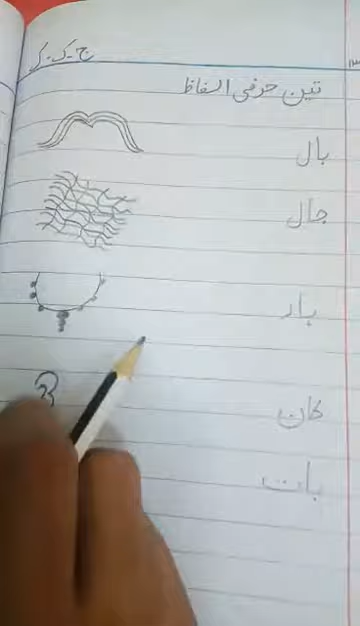 ج۔ک۔ک
تین حرفی الفاظ
بال
جال
ہار
کان
بات